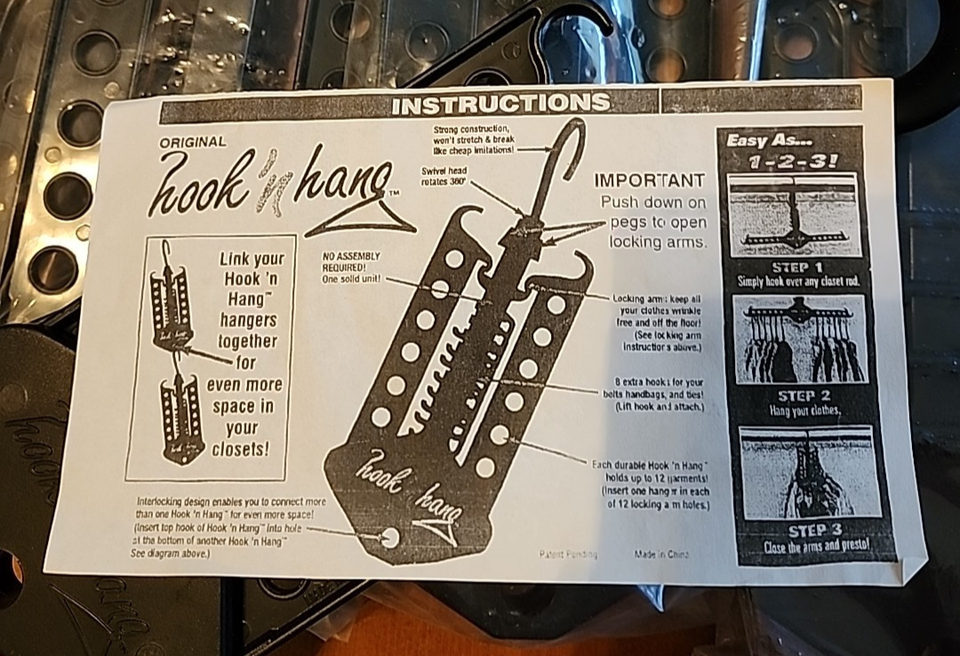 INSTRUCTIONS
ORIGINAL
hook 'n hang™
Strong construction,
won't stretch & break
like cheap imitations!
Swivel head
rotates 360°
IMPORTANT
Push down on
pegs to open
locking arms.
NO ASSEMBLY
REQUIRED!
One solid unit!
Link your
Hook 'n
Hang™
hangers
together
for
even more
space in
your
closets!
Locking arms keep all
your clothes wrinkle
free and off the floor!
(See locking arm
instructions above.)
8 extra hooks for your
belts handbags, and ties!
(Lift hook and attach.)
Each durable Hook 'n Hang™
holds up to 12 garments!
(Insert one hanger in each
of 12 locking arm holes.)
hook hang
Interlocking design enables you to connect more
than one Hook 'n Hang™ for even more space!
(Insert top hook of Hook 'n Hang™ into hole
at the bottom of another Hook 'n Hang™
See diagram above.)
Patent Pending
Made in China
Easy As...
1-2-3!
STEP 1
Simply hook over any closet rod.
STEP 2
Hang your clothes.
STEP 3
Close the arms and presto!